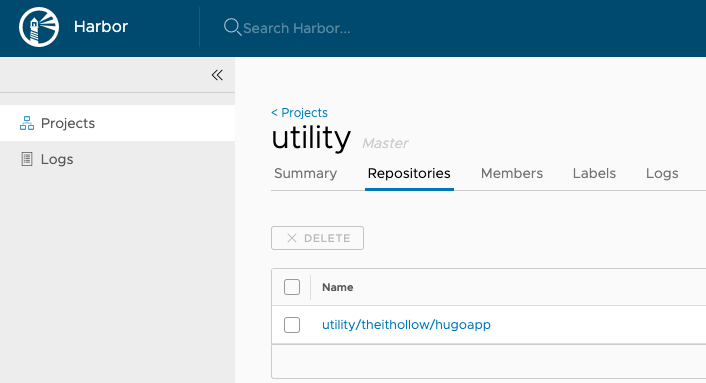 Harbor
Search Harbor...
Projects
Logs
< Projects
utility Master
Summary Repositories Members Labels Logs
DELETE
Name
utility/theithollow/hugoapp